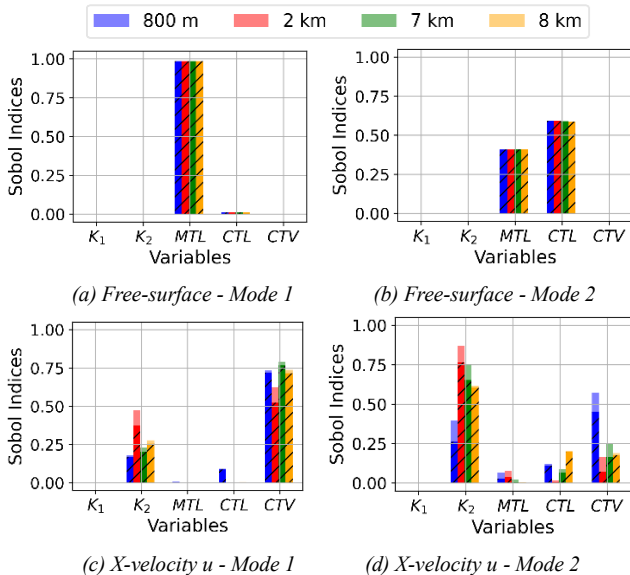 800 m 2 km 7 km 8 km
1.00 1.00
0.75 0.75
0.50 0.50
0.25 0.25
0.00 0.00
Sobol Indices Sobol Indices
K1 K2 MTL CTL CTV K1 K2 MTL CTL CTV
Variables Variables
(a) Free-surface - Mode 1 (b) Free-surface - Mode 2
1.00 1.00
0.75 0.75
0.50 0.50
0.25 0.25
0.00 0.00
Sobol Indices Sobol Indices
K1 K2 MTL CTL CTV K1 K2 MTL CTL CTV
Variables Variables
(c) X-velocity u - Mode 1 (d) X-velocity u - Mode 2